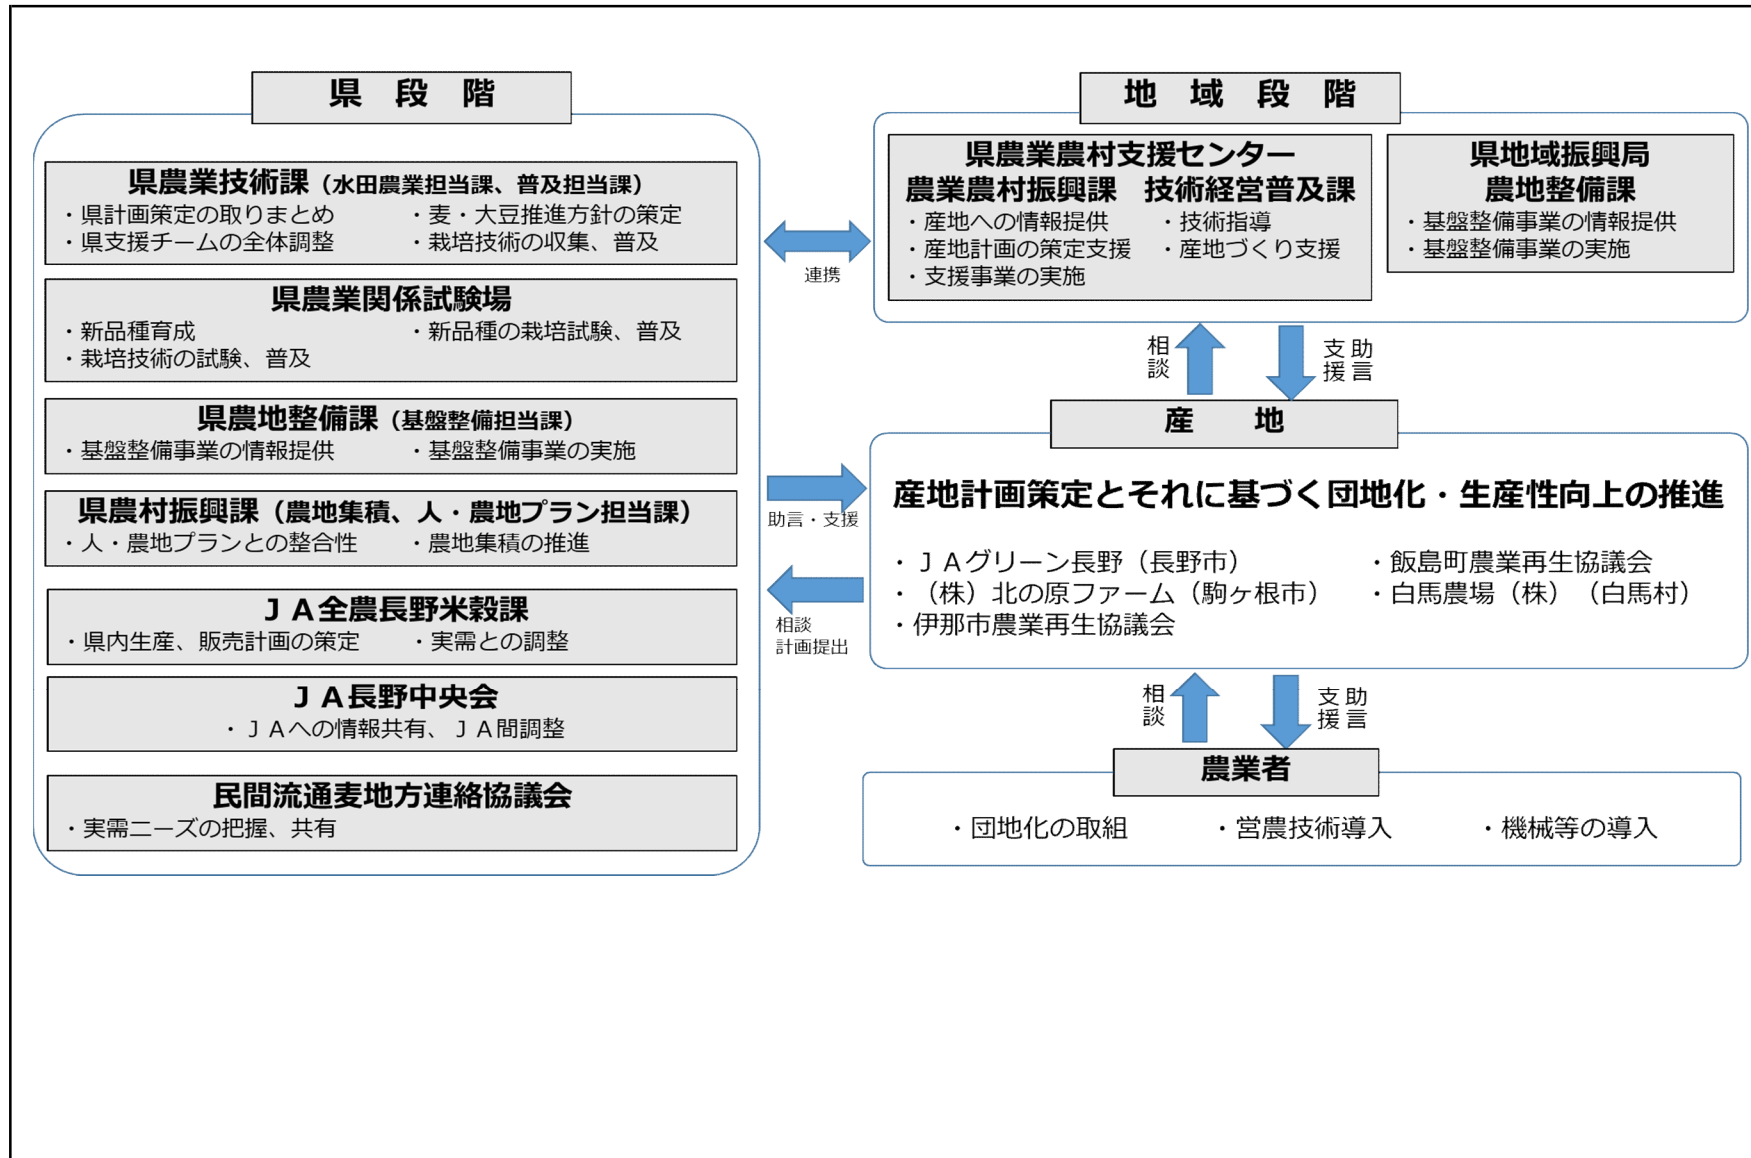 県　段　階
県農業技術課（水田農業担当課、普及担当課）
・県計画策定の取りまとめ　・麦・大豆推進方針の策定
・県支援チームの全体調整　・栽培技術の収集、普及
県農業関係試験場
・新品種育成　・新品種の栽培試験、普及
・栽培技術の試験、普及
県農地整備課（基盤整備担当課）
・基盤整備事業の情報提供　・基盤整備事業の実施
県農村振興課（農地集積、人・農地プラン担当課）
・人・農地プランとの整合性　・農地集積の推進
ＪＡ全農長野米穀課
・県内生産、販売計画の策定　・実需との調整
ＪＡ長野中央会
・ＪＡへの情報共有、ＪＡ間調整
民間流通麦地方連絡協議会
・実需ニーズの把握、共有
連携
助言・支援
相談
計画提出
地　域　段　階
県農業農村支援センター
農業農村振興課　技術経営普及課
・産地への情報提供　・技術指導
・産地計画の策定支援　・産地づくり支援
・支援事業の実施
県地域振興局
農地整備課
・基盤整備事業の情報提供
・基盤整備事業の実施
相談
助言
支援
産　地
産地計画策定とそれに基づく団地化・生産性向上の推進
・ＪＡグリーン長野（長野市）　・飯島町農業再生協議会
・（株）北の原ファーム（駒ヶ根市）　・白馬農場（株）（白馬村）
・伊那市農業再生協議会
相談
助言
支援
農業者
・団地化の取組　・営農技術導入　・機械等の導入